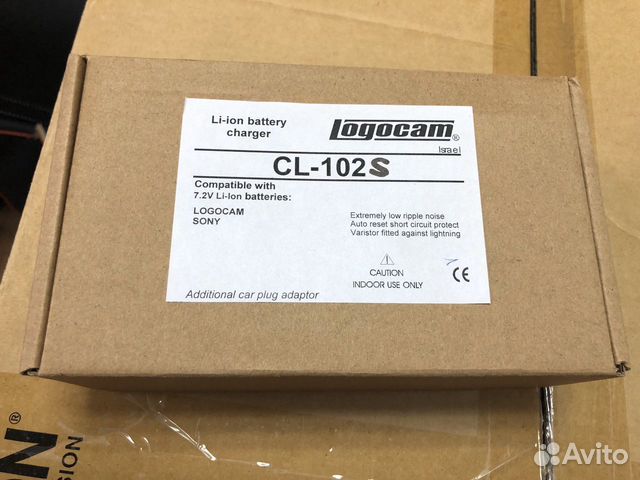 Li-ion battery
charger
Logocam®
Israel
CL-102S
Compatible with
7.2V Li-Ion batteries:
LOGOCAM
SONY
Extremely low ripple noise
Auto reset short circuit protect
Varistor fitted against lightning
CAUTION
INDOOR USE ONLY
CE
Additional car plug adaptor
ON®
SION
Avito